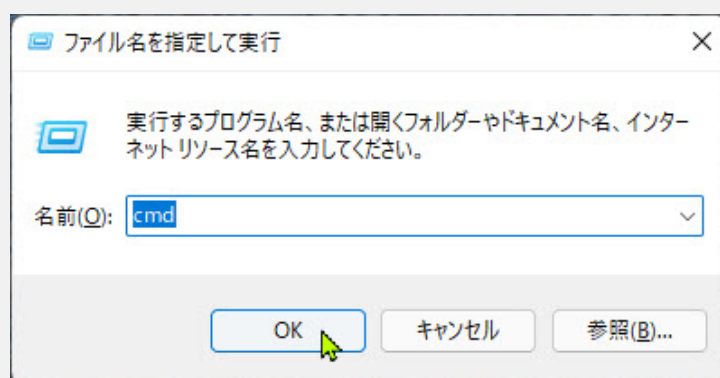 ファイル名を指定して実行
実行するプログラム名、または開くフォルダーやドキュメント名、インター
ネット リソース名を入力してください。
名前(O): cmd
OK キャンセル 参照(B)...